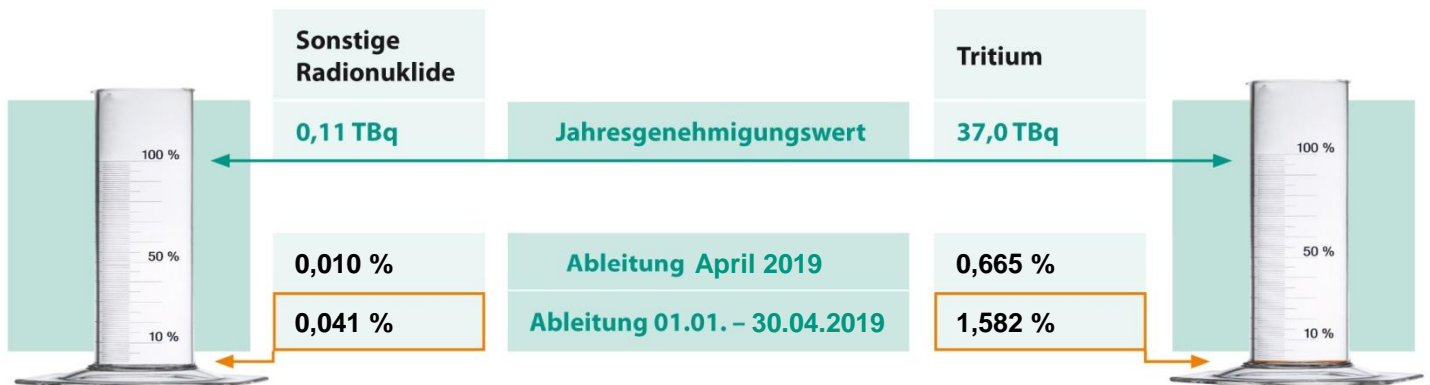 Sonstige
Radionuklide
Tritium
0,11 TBq
Jahresgenehmigungswert
37,0 TBq
100 %
100 %
50 %
50 %
0,010 %
Ableitung April 2019
0,665 %
0,041 %
Ableitung 01.01. – 30.04.2019
1,582 %
10 %
10 %